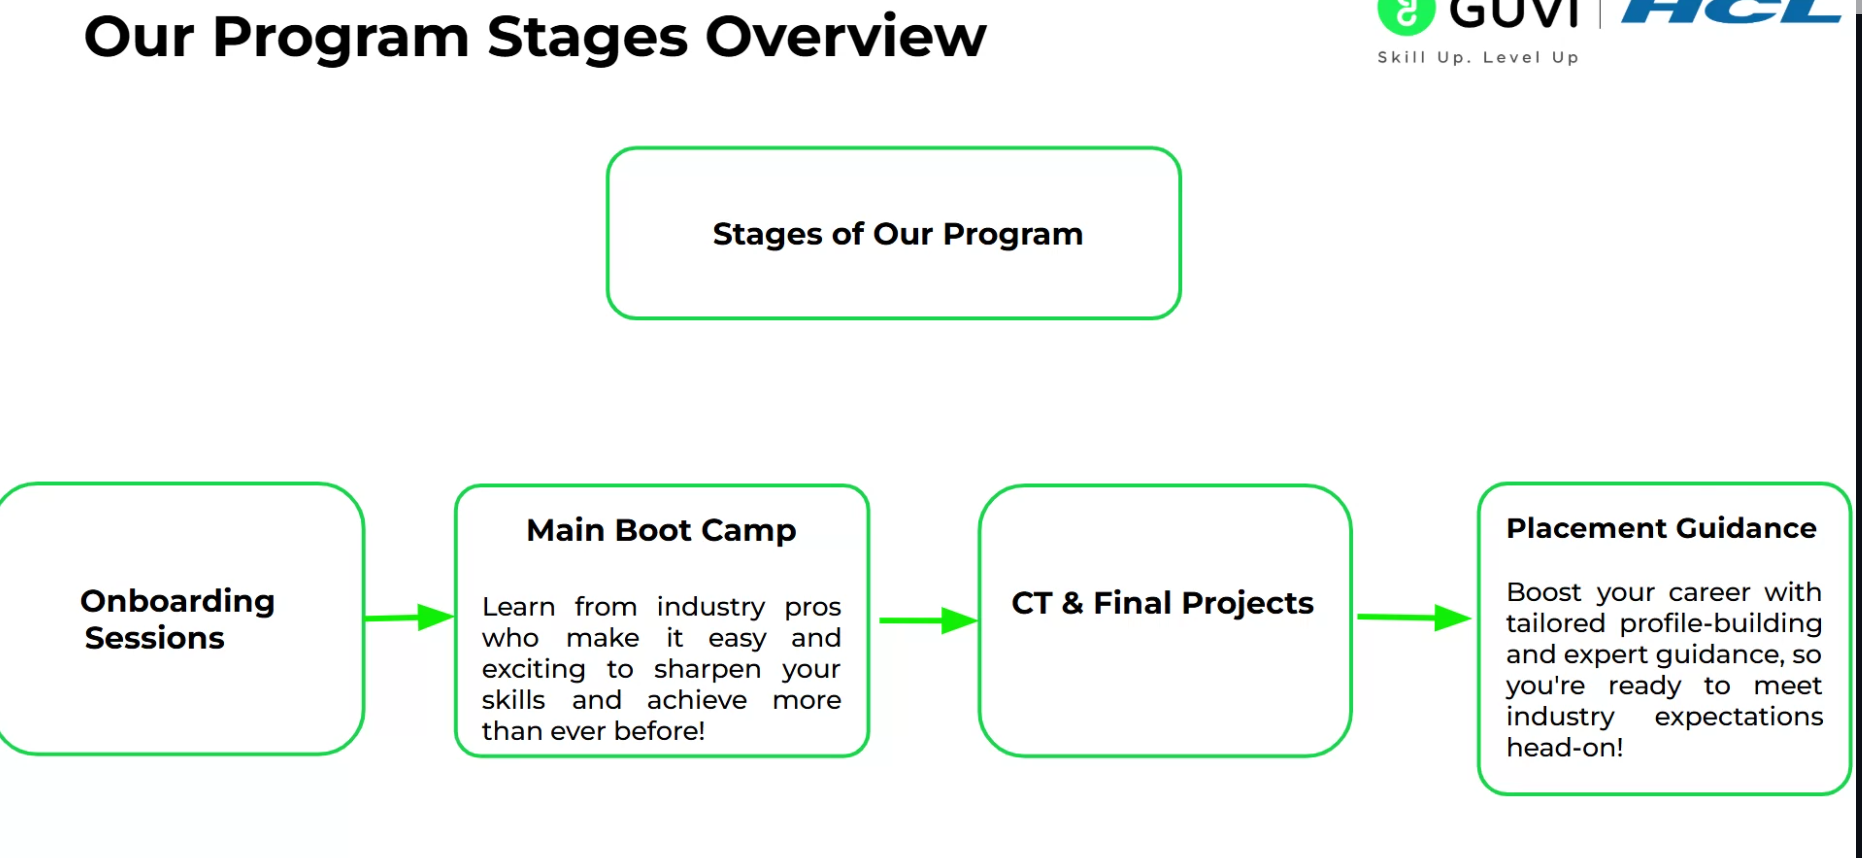 Our Program Stages Overview
GUVI | HCL
Skill Up. Level Up
Stages of Our Program
Onboarding
Sessions
Main Boot Camp
Learn from industry pros
who make it easy and
exciting to sharpen your
skills and achieve more
than ever before!
CT & Final Projects
Placement Guidance
Boost your career with
tailored profile-building
and expert guidance, so
you're ready to meet
industry expectations
head-on!